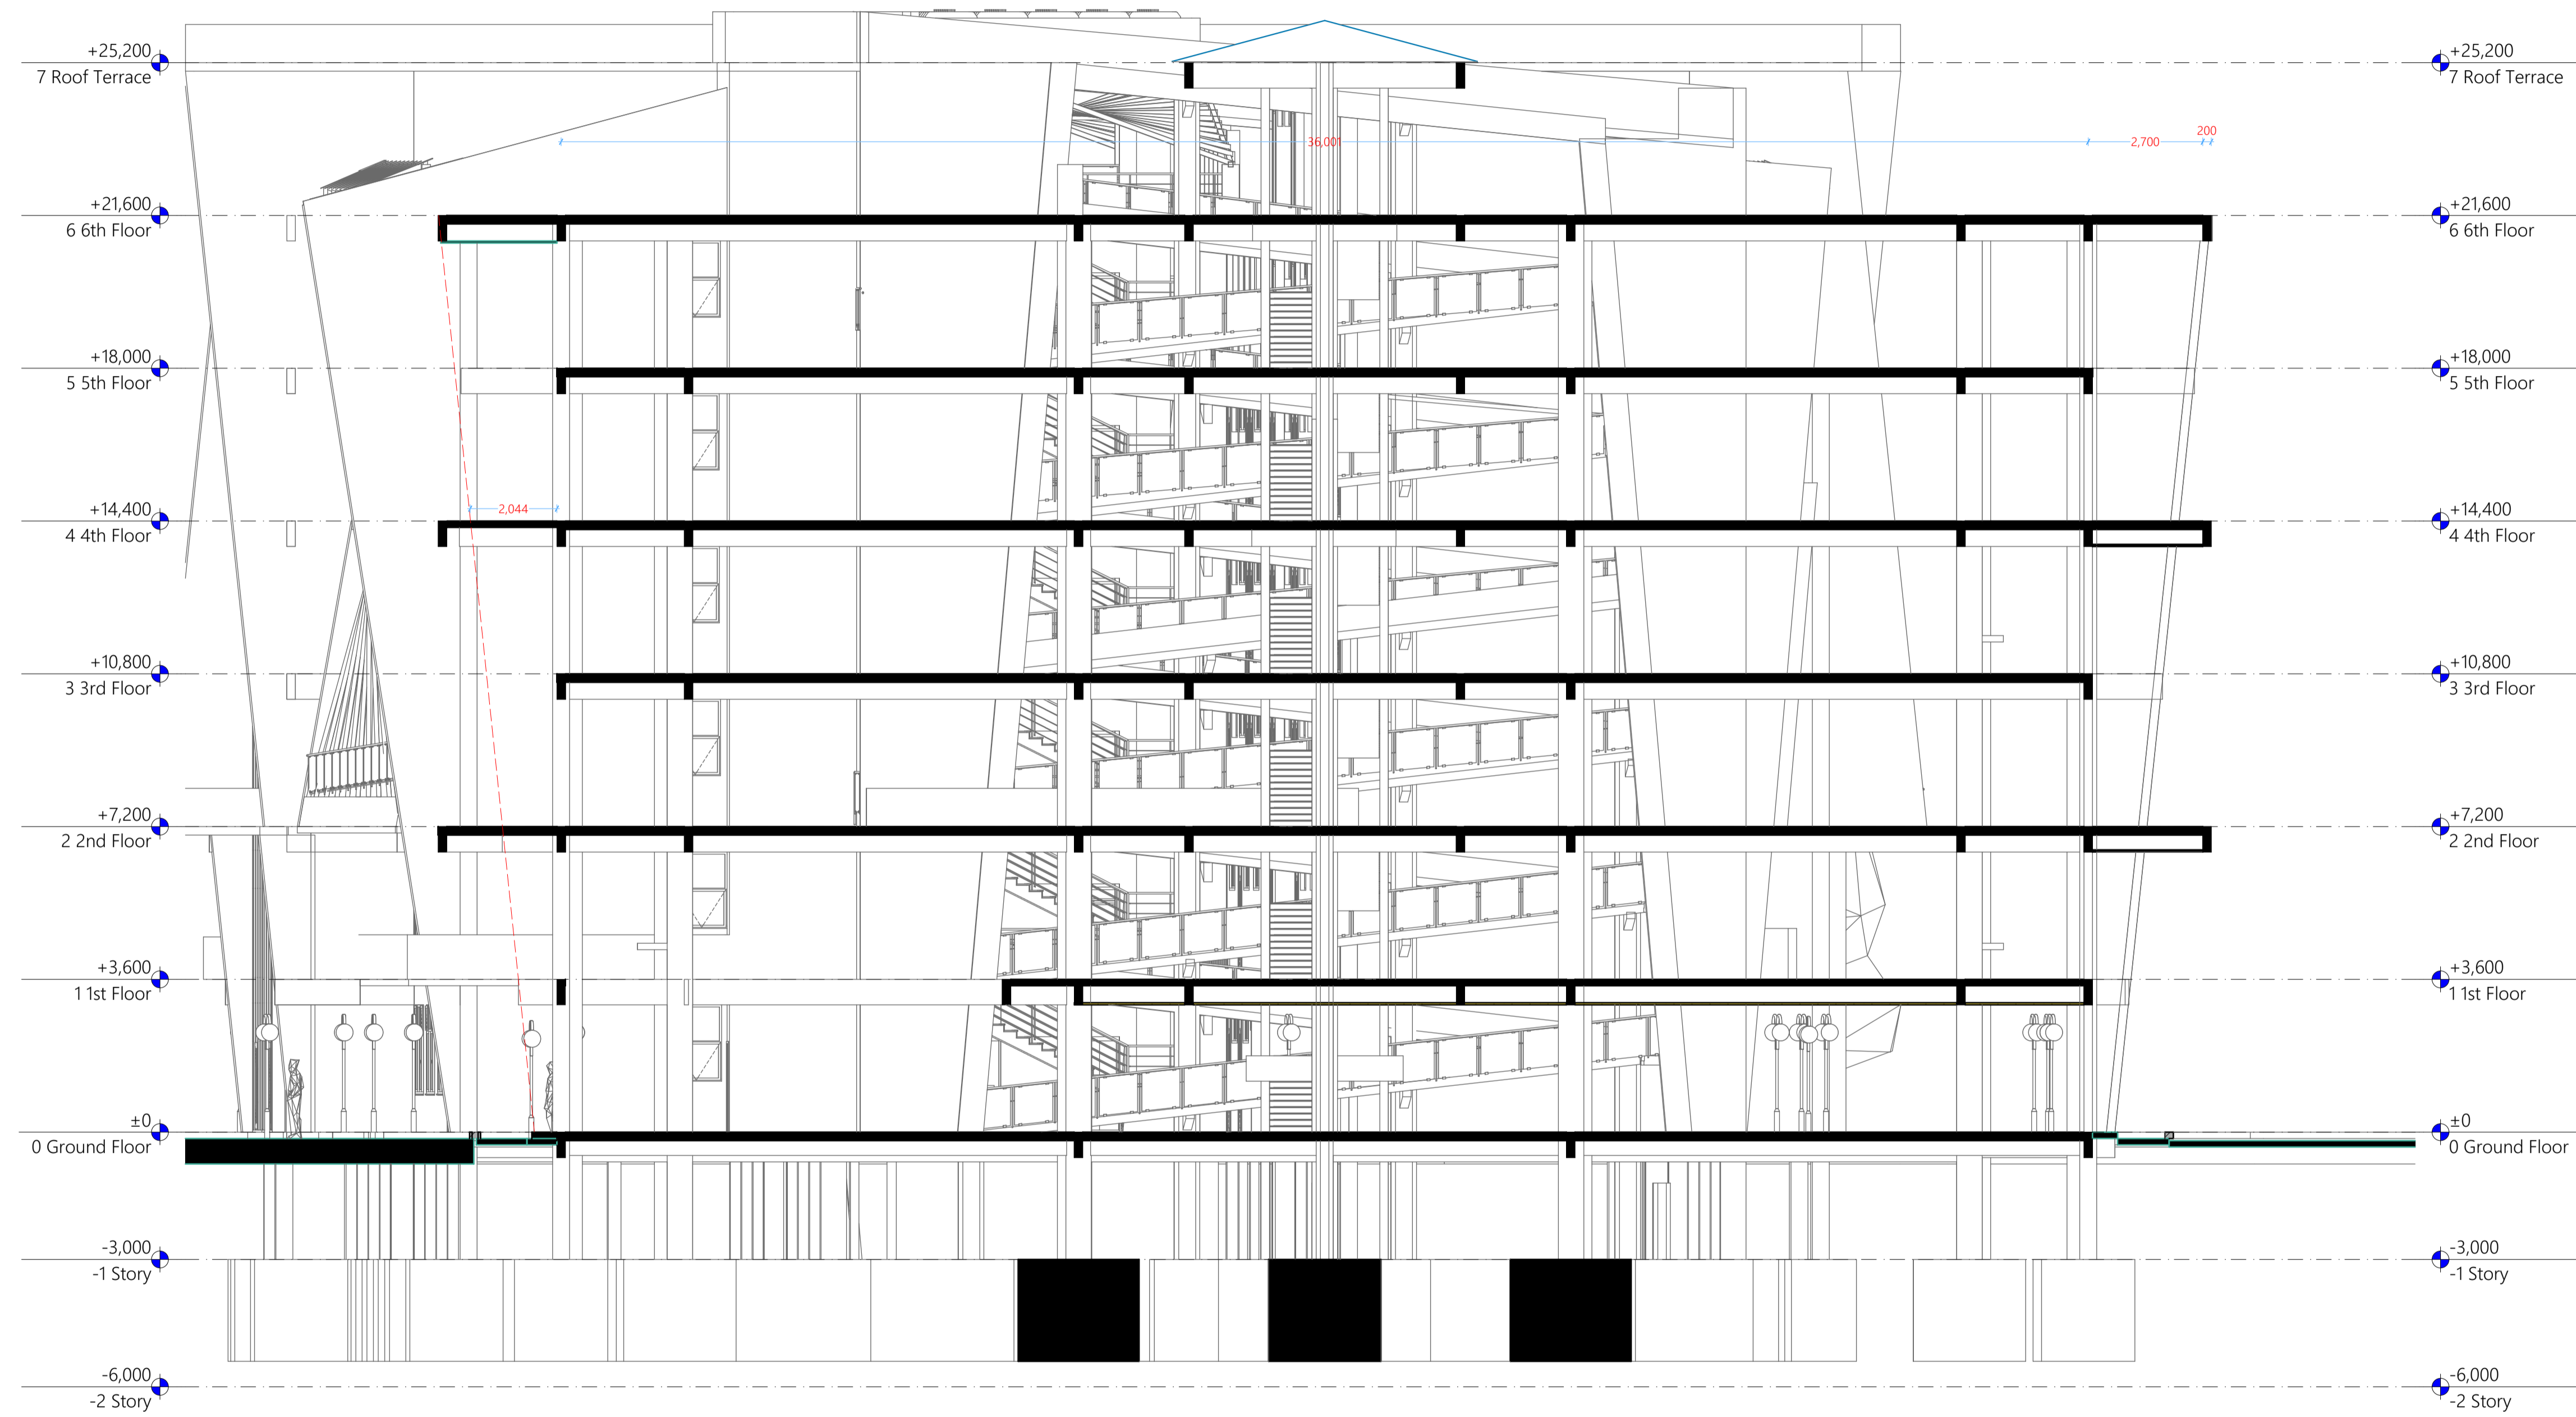 +25,200
7 Roof Terrace
+25,200
7 Roof Terrace
36,001
2,700
200
+21,600
6 6th Floor
+21,600
6 6th Floor
+18,000
5 5th Floor
+18,000
5 5th Floor
2,044
+14,400
4 4th Floor
+14,400
4 4th Floor
+10,800
3 3rd Floor
+10,800
3 3rd Floor
+7,200
2 2nd Floor
+7,200
2 2nd Floor
+3,600
1 1st Floor
+3,600
1 1st Floor
±0
0 Ground Floor
±0
0 Ground Floor
-3,000
-1 Story
-3,000
-1 Story
-6,000
-2 Story
-6,000
-2 Story